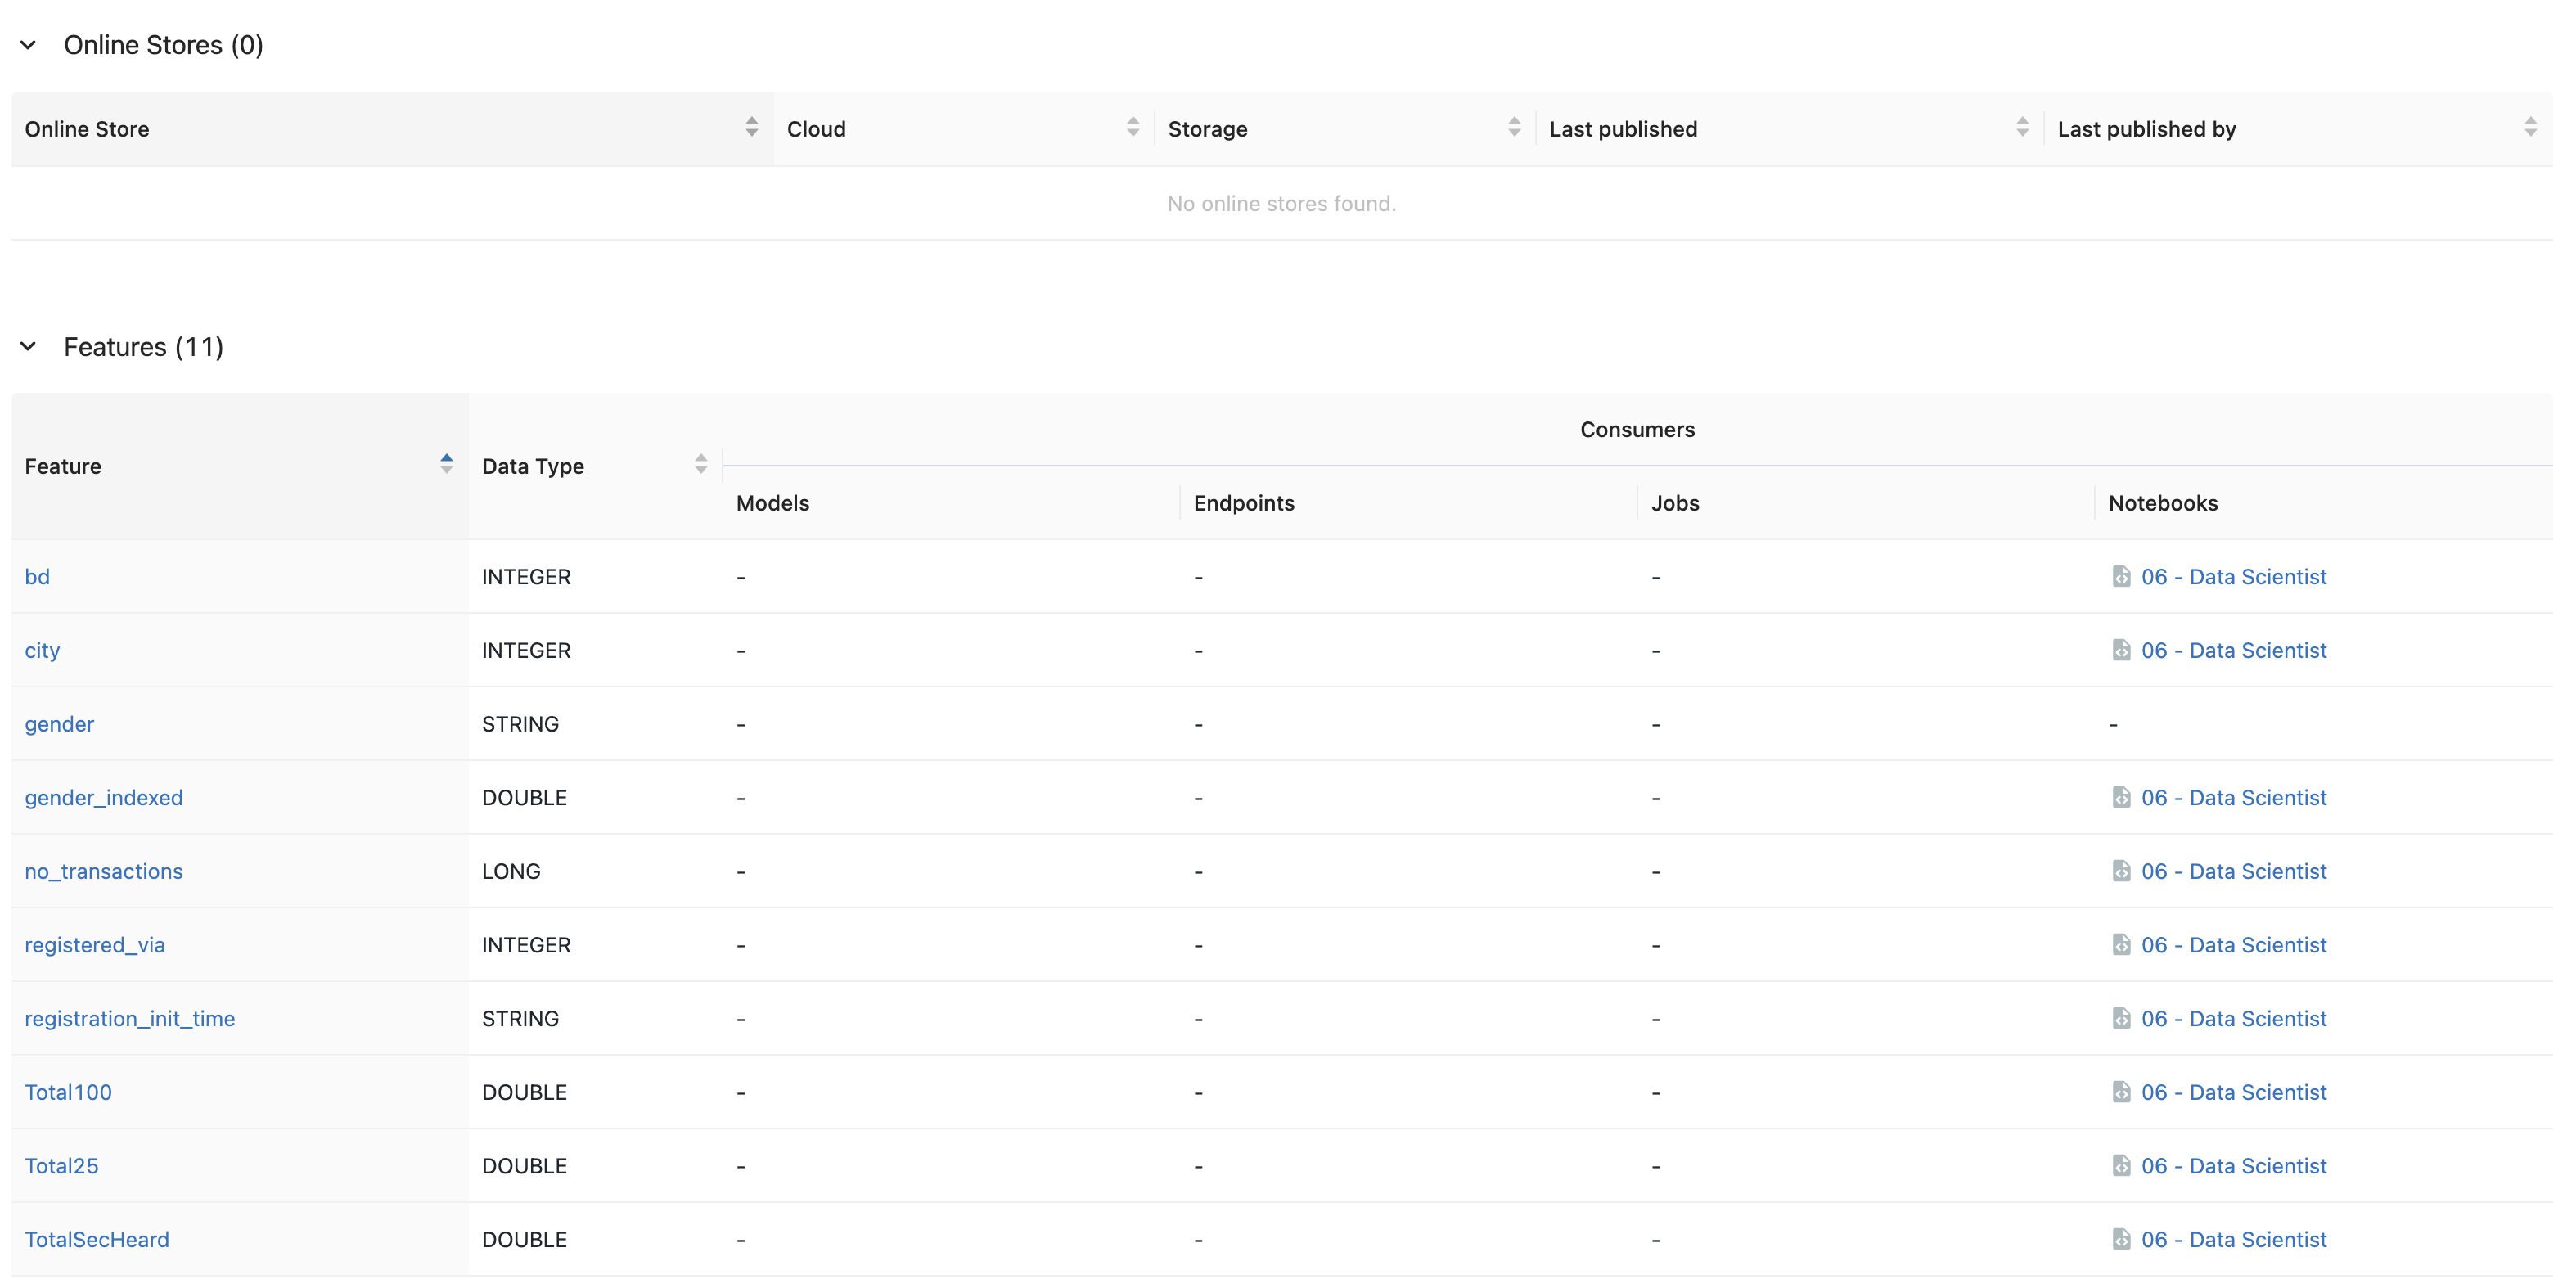 Online Stores (0)
Online Store Cloud Storage Last published Last published by
No online stores found.
Features (11)
Consumers
Feature Data Type
Models Endpoints Jobs Notebooks
bd INTEGER - - - 06 - Data Scientist
city INTEGER - - - 06 - Data Scientist
gender STRING - - - -
gender_indexed DOUBLE - - - 06 - Data Scientist
no_transactions LONG - - - 06 - Data Scientist
registered_via INTEGER - - - 06 - Data Scientist
registration_init_time STRING - - - 06 - Data Scientist
Total100 DOUBLE - - - 06 - Data Scientist
Total25 DOUBLE - - - 06 - Data Scientist
TotalSecHeard DOUBLE - - - 06 - Data Scientist